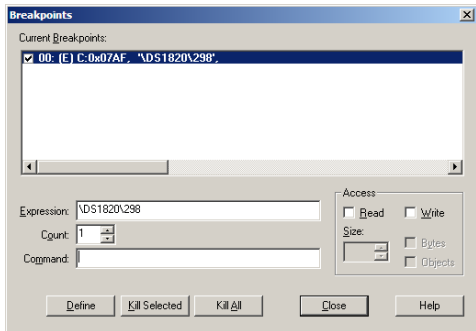 Breakpoints
Current Breakpoints:
00: (E) C:0x07AF, '\DS1820\298',
Access
Expression: \DS1820\298
Read Write
Count: 1
Size:
Bytes
Command:
Objects
Define Kill Selected Kill All Close Help